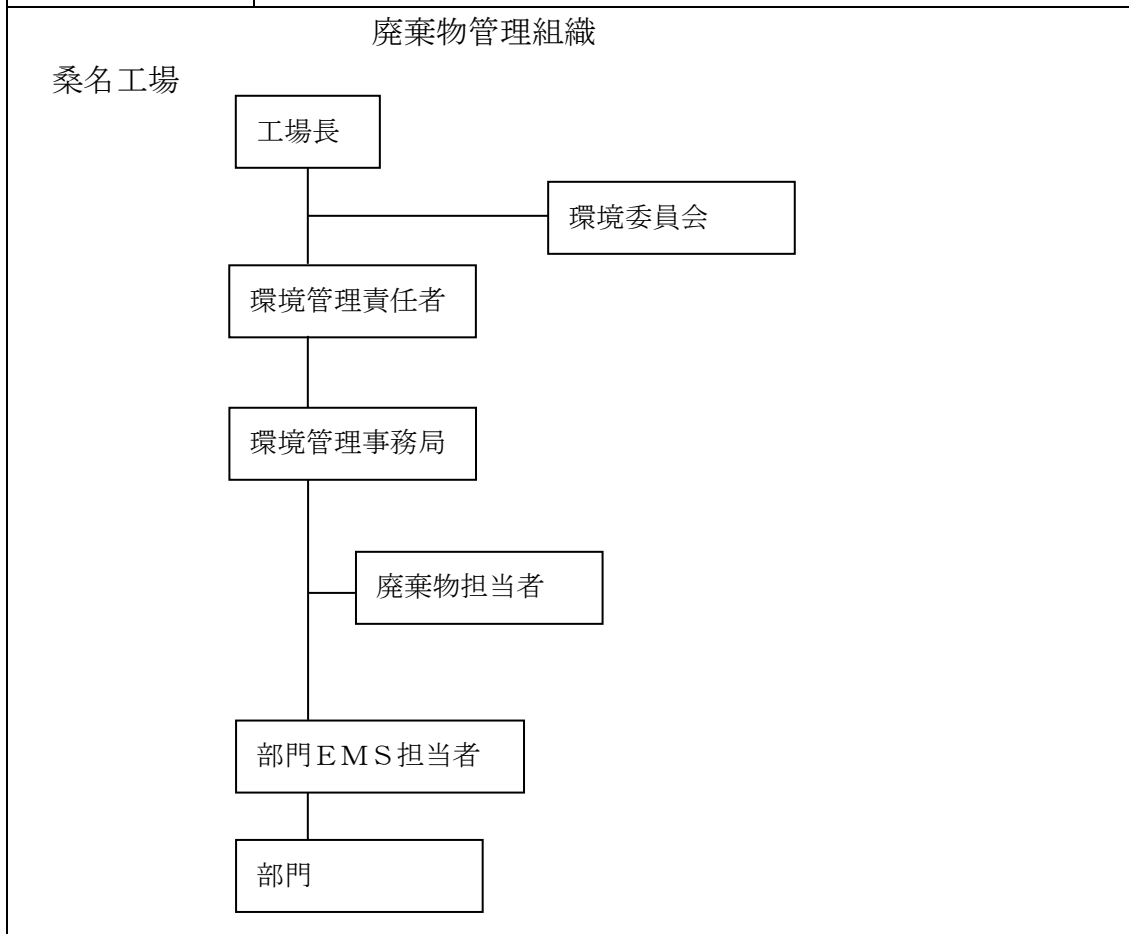 廃棄物管理組織
桑名工場
工場長
環境委員会
環境管理責任者
環境管理事務局
廃棄物担当者
部門ＥＭＳ担当者
部門